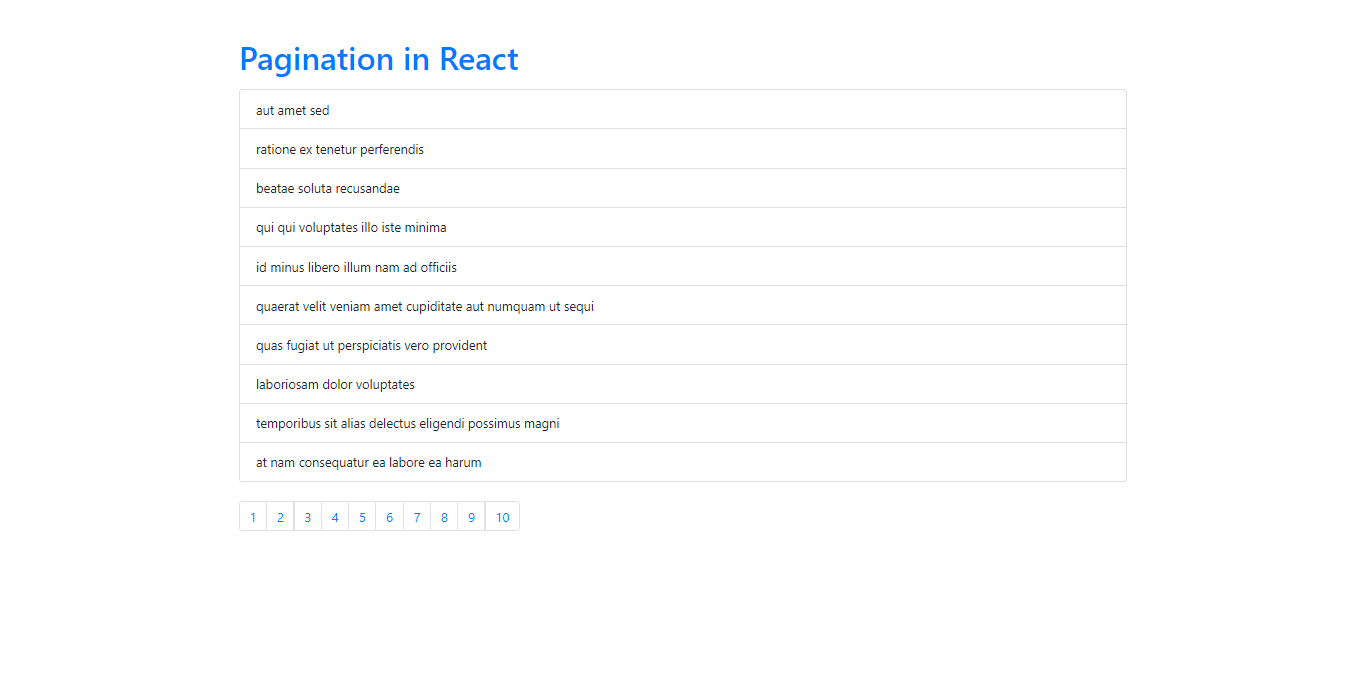 Pagination in React
aut amet sed
ratione ex tenetur perferendis
beatae soluta recusandae
qui qui voluptates illo iste minima
id minus libero illum nam ad officiis
quaerat velit veniam amet cupiditate aut numquam ut sequi
quas fugiat ut perspiciatis vero provident
laboriosam dolor voluptates
temporibus sit alias delectus eligendi possimus magni
at nam consequatur ea labore ea harum
1 2 3 4 5 6 7 8 9 10